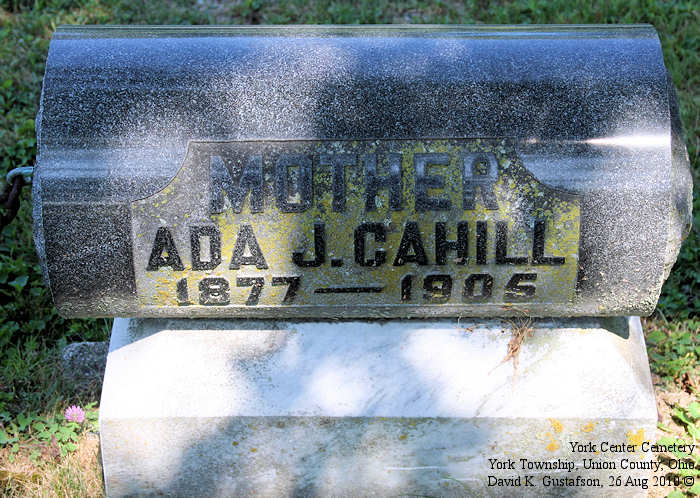 MOTHER
ADA J. CAHILL
1877 — 1905
York Center Cemetery
York Township, Union County, Ohio
David K. Gustafson, 26 Aug 2010 ©